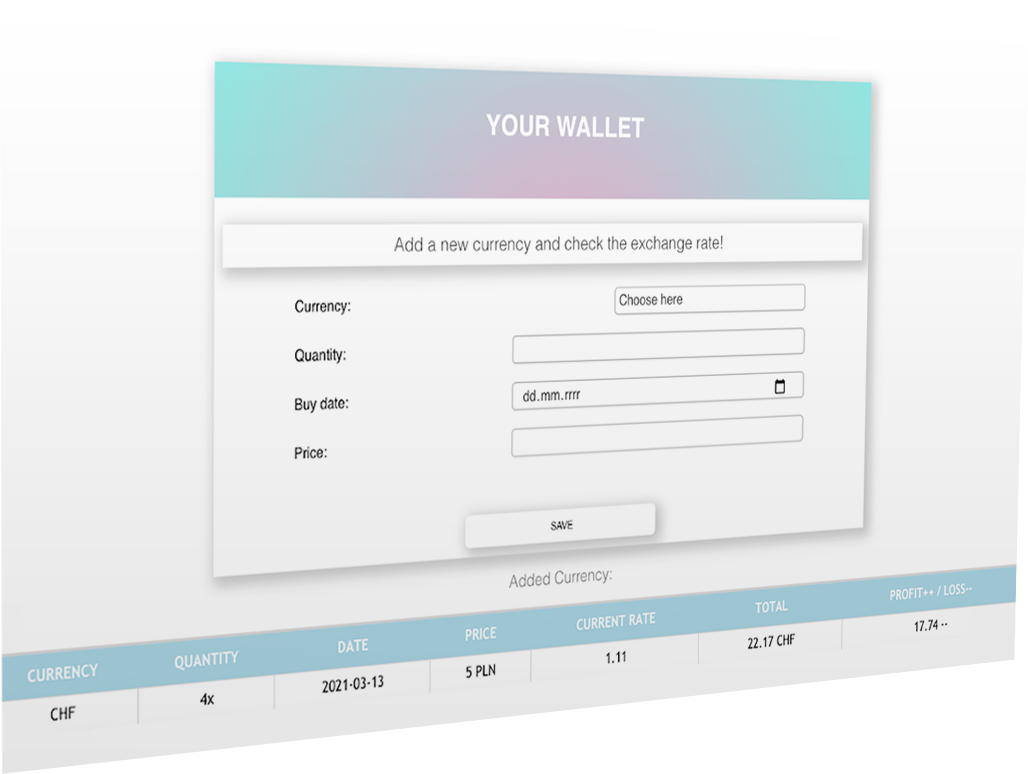 YOUR WALLET
Add a new currency and check the exchange rate!
Currency: Choose here
Quantity:
Buy date: dd.mm.rrrr
Price:
SAVE
Added Currency:
CURRENCY QUANTITY DATE PRICE CURRENT RATE TOTAL PROFIT++ / LOSS--
CHF 4x 2021-03-13 5 PLN 1.11 22.17 CHF 17.74 --